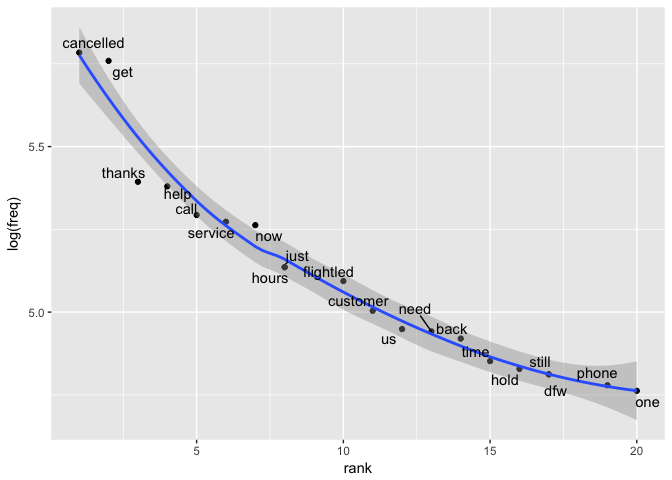 cancelled
get
5.5
thanks
help
call
service
now
just
hours
flightled
customer
need
5.0
back
us
time
still
hold
phone
dfw
one
log(freq)
5
10
15
20
rank